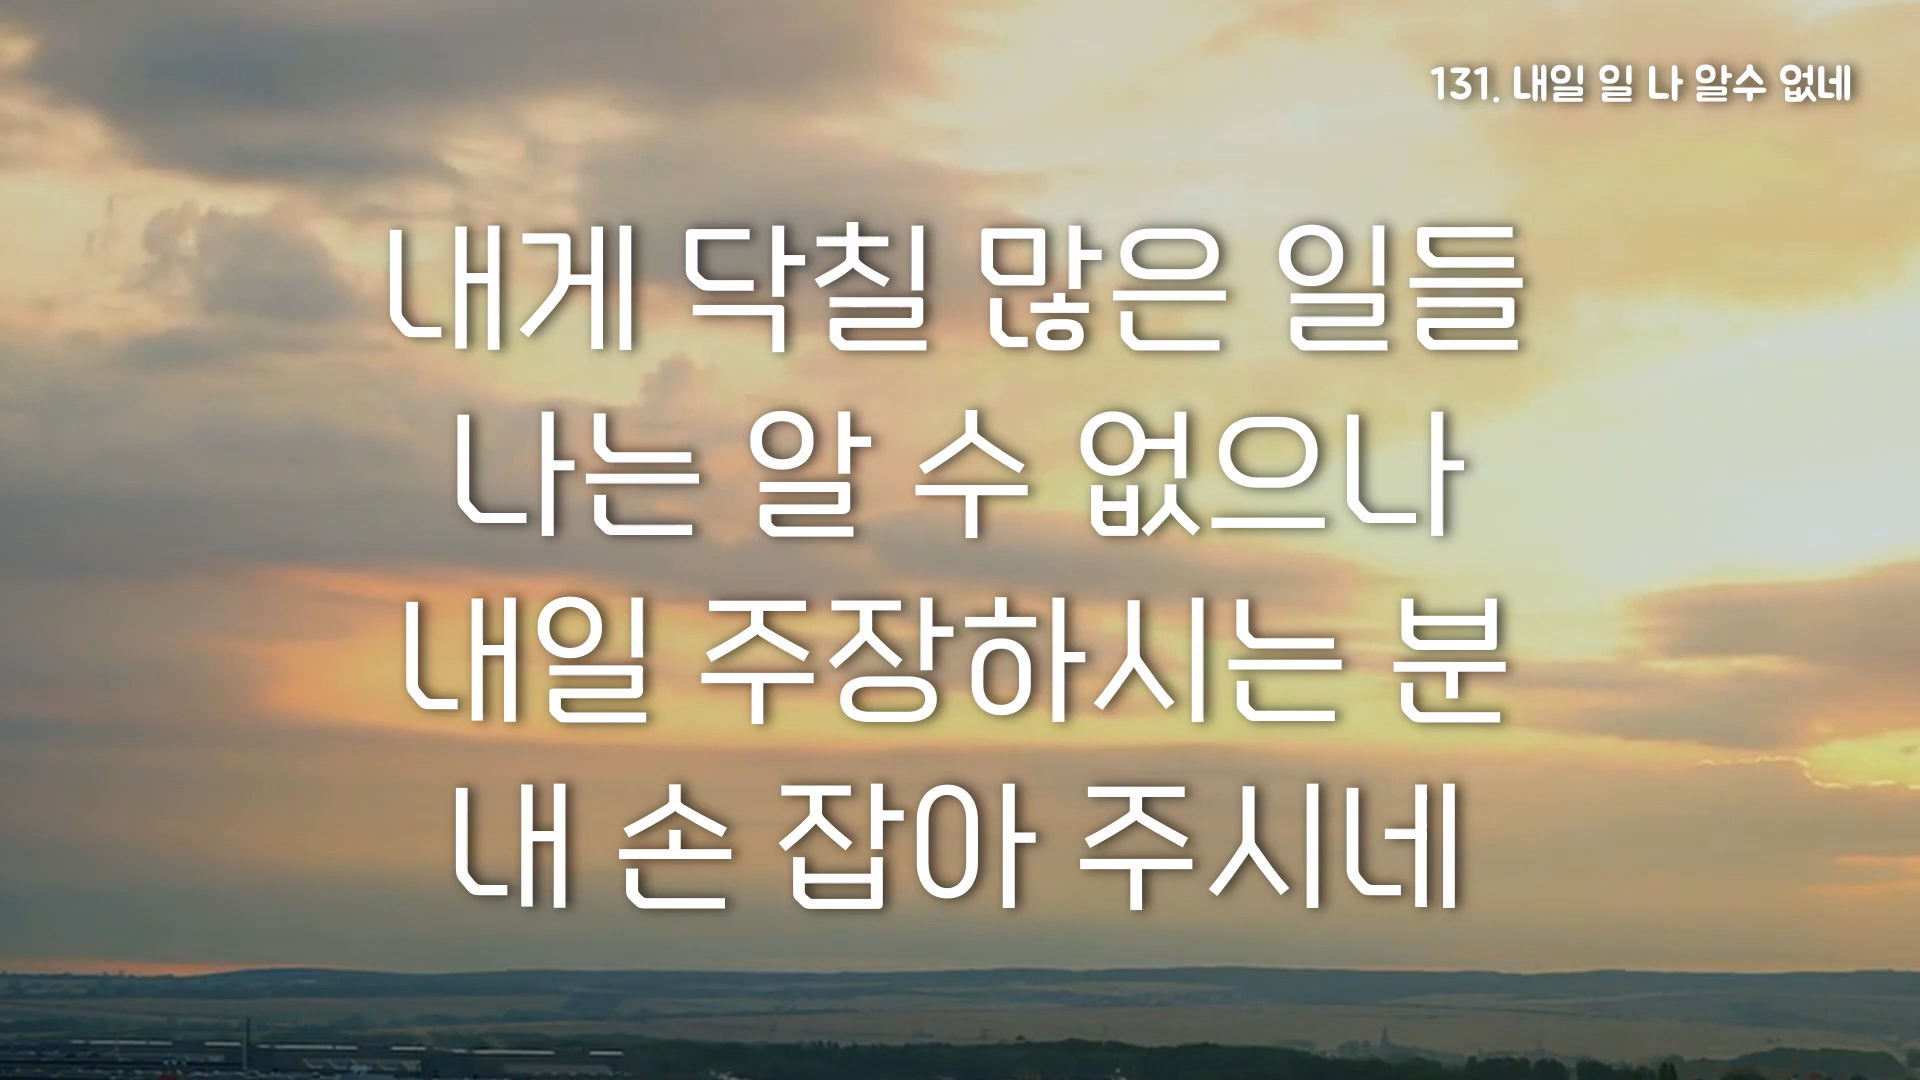 131. 내일 일 나 알수 없네
내게 닥칠 많은 일들
나는 알 수 없으나
내일 주장하시는 분
내 손 잡아 주시네